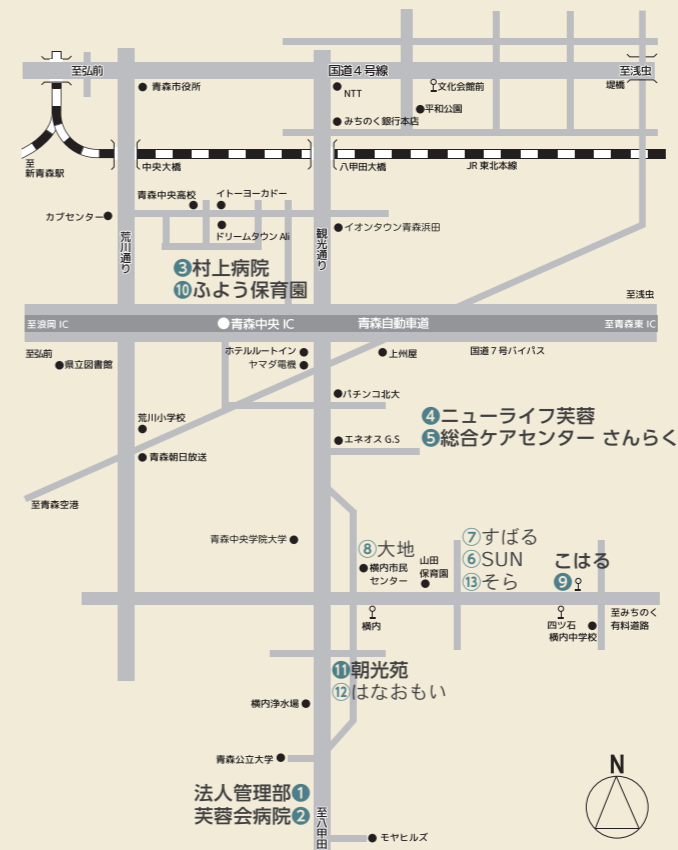 至弘前
国道４号線
至浅虫
青森市役所
NTT
文化会館前
堤橋
平和公園
みちのく銀行本店
至
新青森駅
中央大橋
八甲田大橋
JR 東北本線
青森中央高校
イトーヨーカドー
カブセンター
ドリームタウン Ali
イオンタウン青森浜田
荒川通り
観光通り
❸村上病院
❿ふよう保育園
至浅虫
至浪岡 IC
青森中央 IC
青森自動車道
至青森東 IC
至弘前
県立図書館
ホテルルートイン
ヤマダ電機
上州屋
国道７号バイパス
パチンコ北大
荒川小学校
❹ニューライフ芙蓉
エネオス G.S
❺総合ケアセンター さんらく
青森朝日放送
至青森空港
青森中央学院大学
⑧大地
横内市民
センター
山田
保育園
⑦すばる
⑥SUN
⑬そら
こはる
❾
横内
四ツ石
横内中学校
至みちのく
有料道路
⓫朝光苑
⑫はなおもい
横内浄水場
青森公立大学
法人管理部❶
芙蓉会病院❷
至八甲田
モヤヒルズ
N